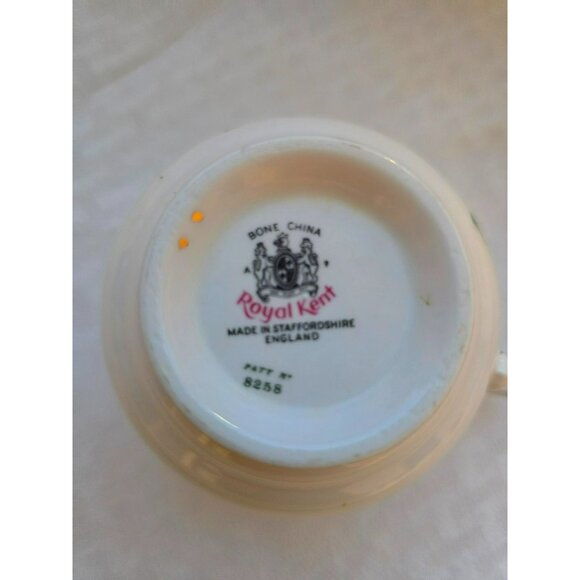 BONE CHINA
A P
Royal Kent
MADE IN STAFFORDSHIRE
ENGLAND
PATT Nº
8258